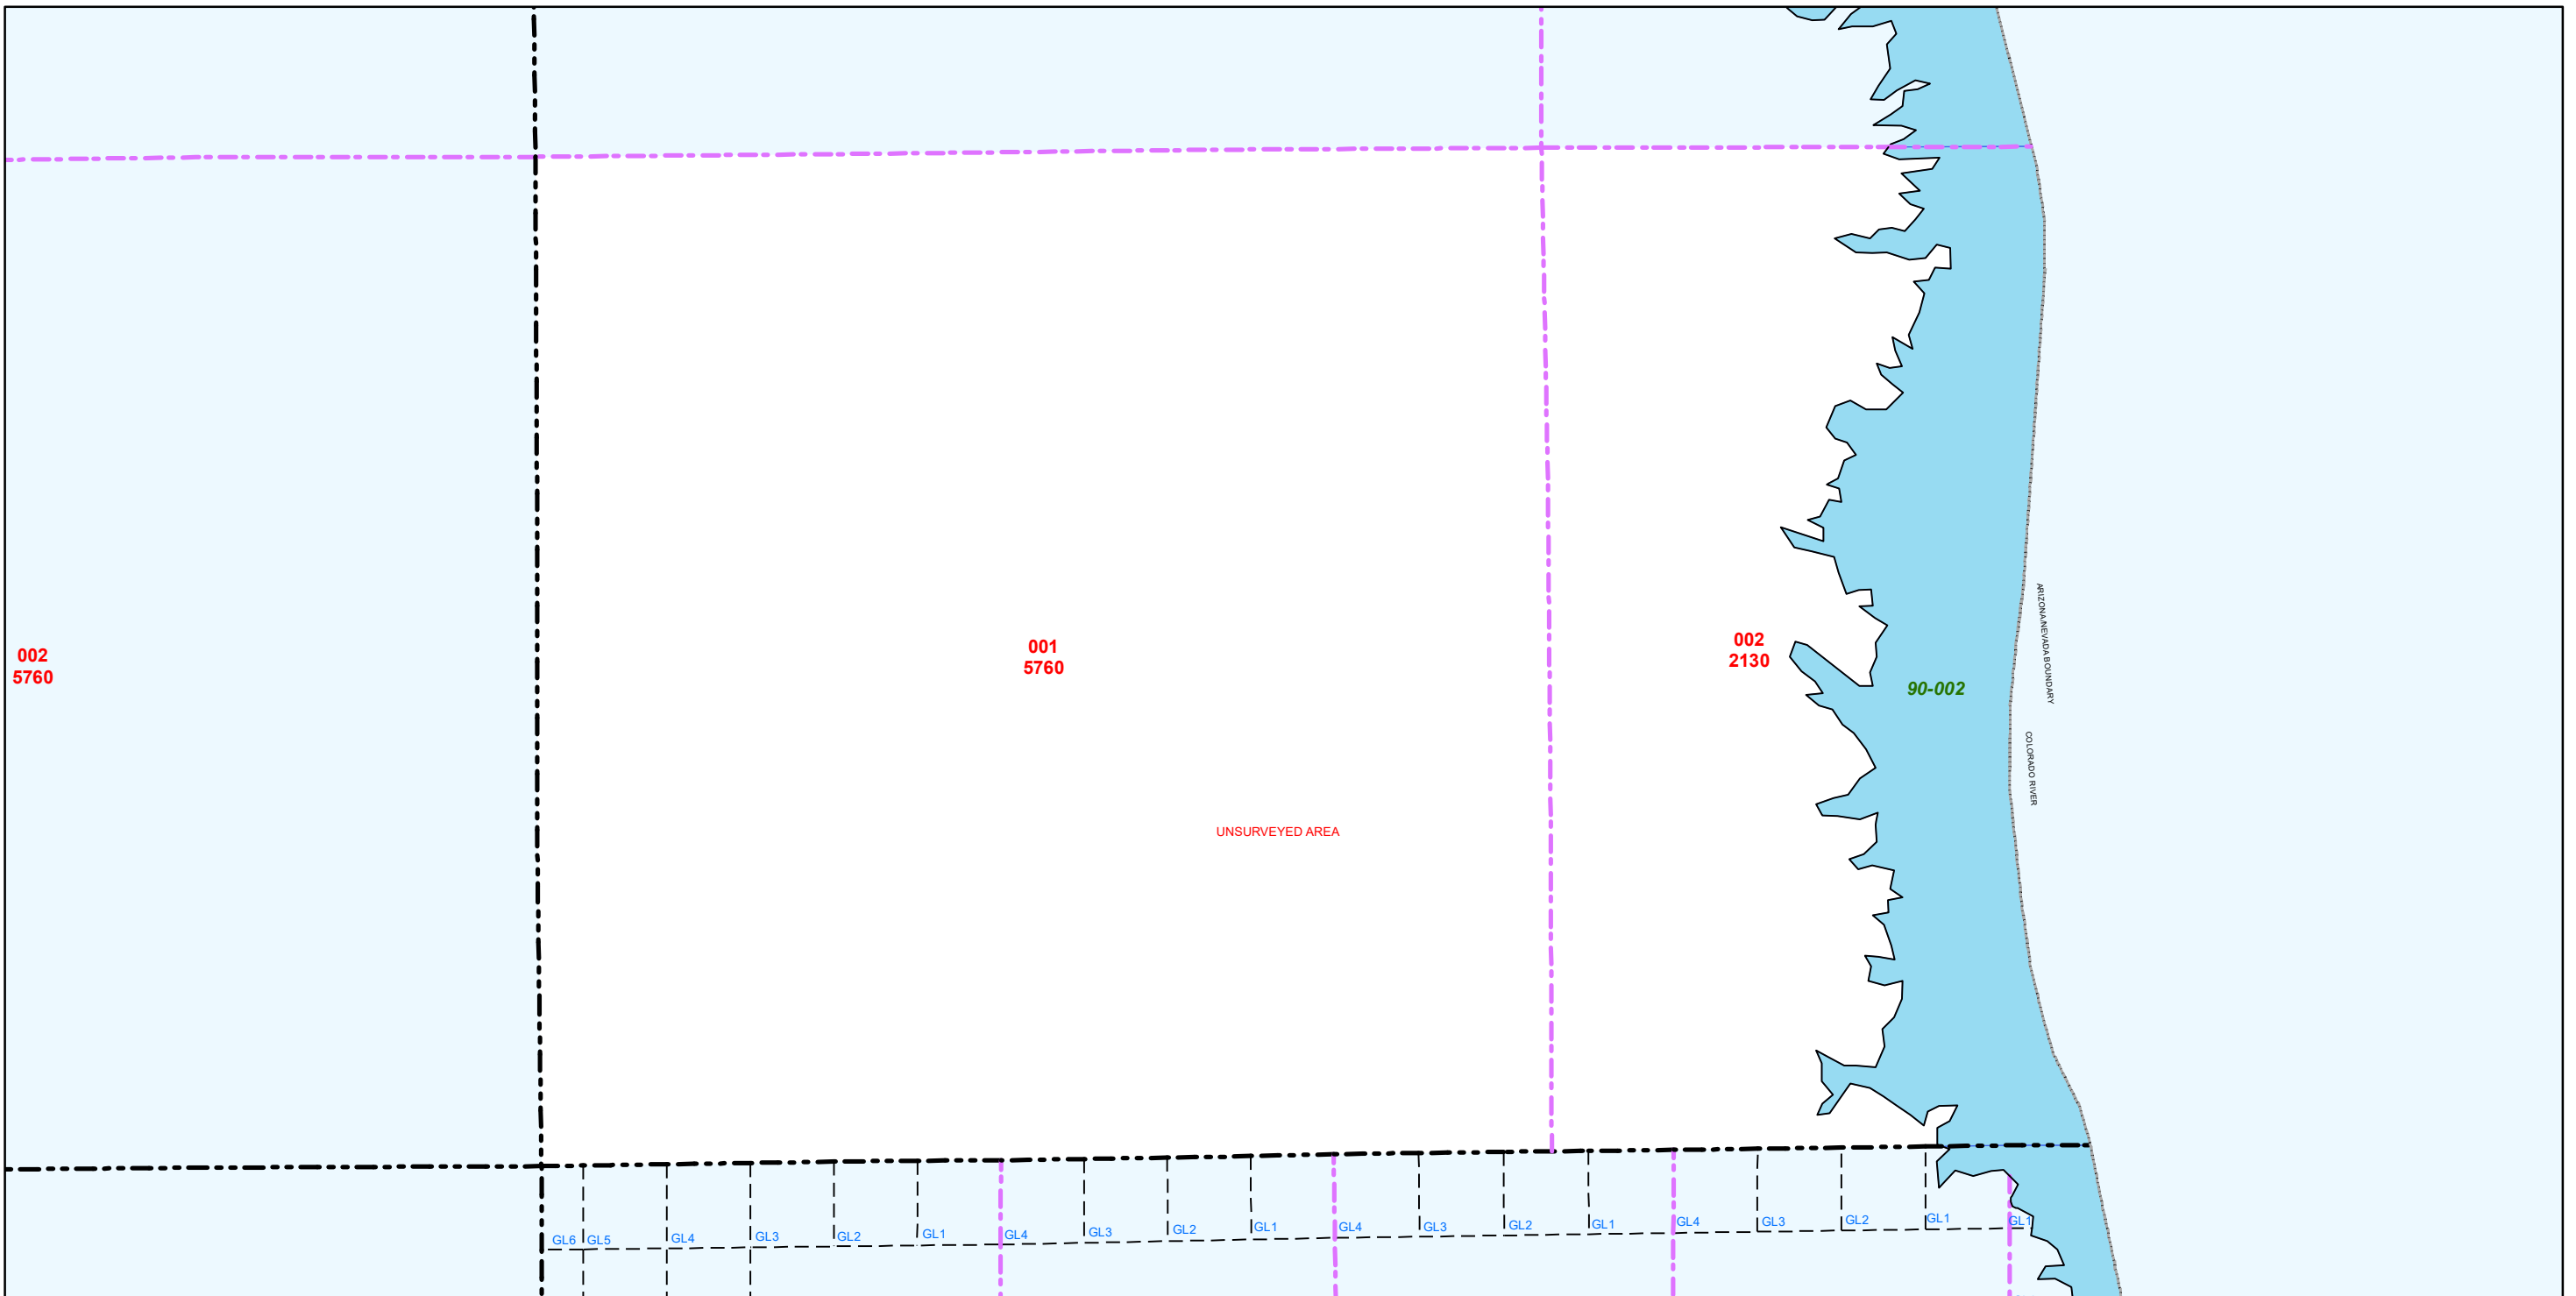 002
5760
001
5760
002
2130
90-002
ARIZONA/NEVADA BOUNDARY
COLORADO RIVER
UNSURVEYED AREA
GL6
GL5
GL4
GL3
GL2
GL1
GL4
GL3
GL2
GL1
GL4
GL3
GL2
GL1
GL4
GL3
GL2
GL1
GL1